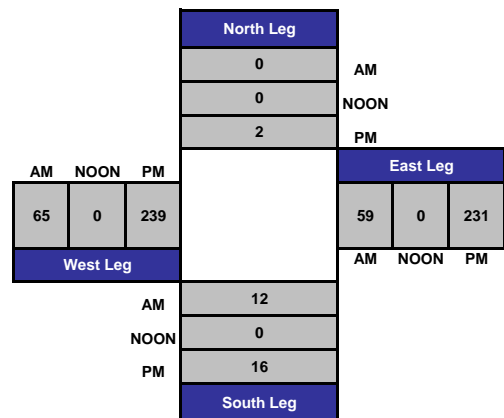 North Leg
0
AM
0
NOON
2
PM
AM NOON PM
East Leg
65 0 239
59 0 231
West Leg
AM NOON PM
AM
12
NOON
0
PM
16
South Leg